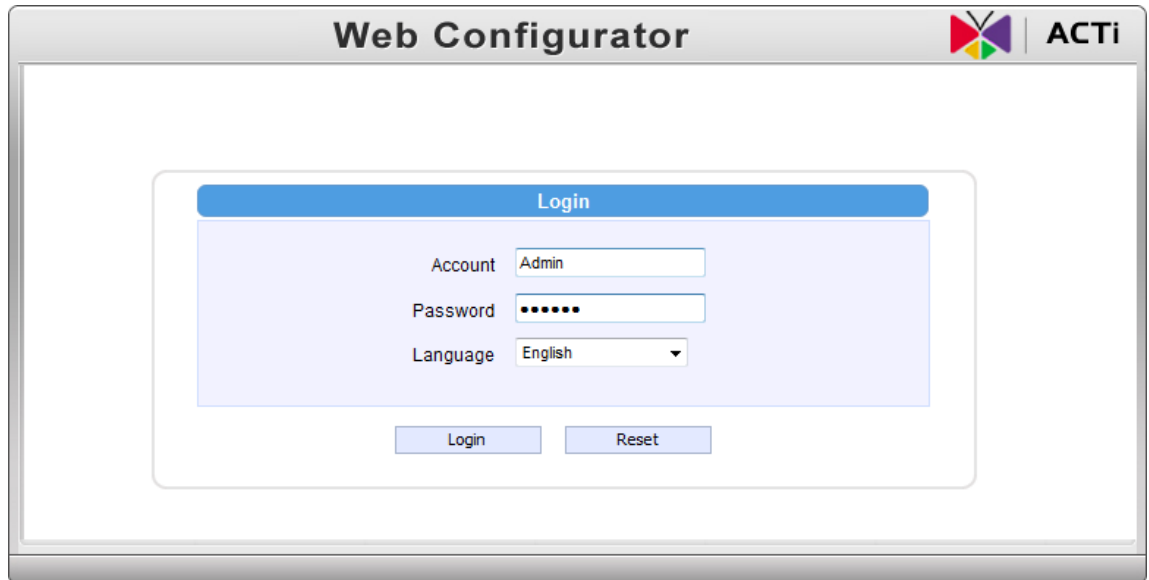 Web Configurator
ACTi
Login
Account Admin
Password ••••••
Language English
Login Reset